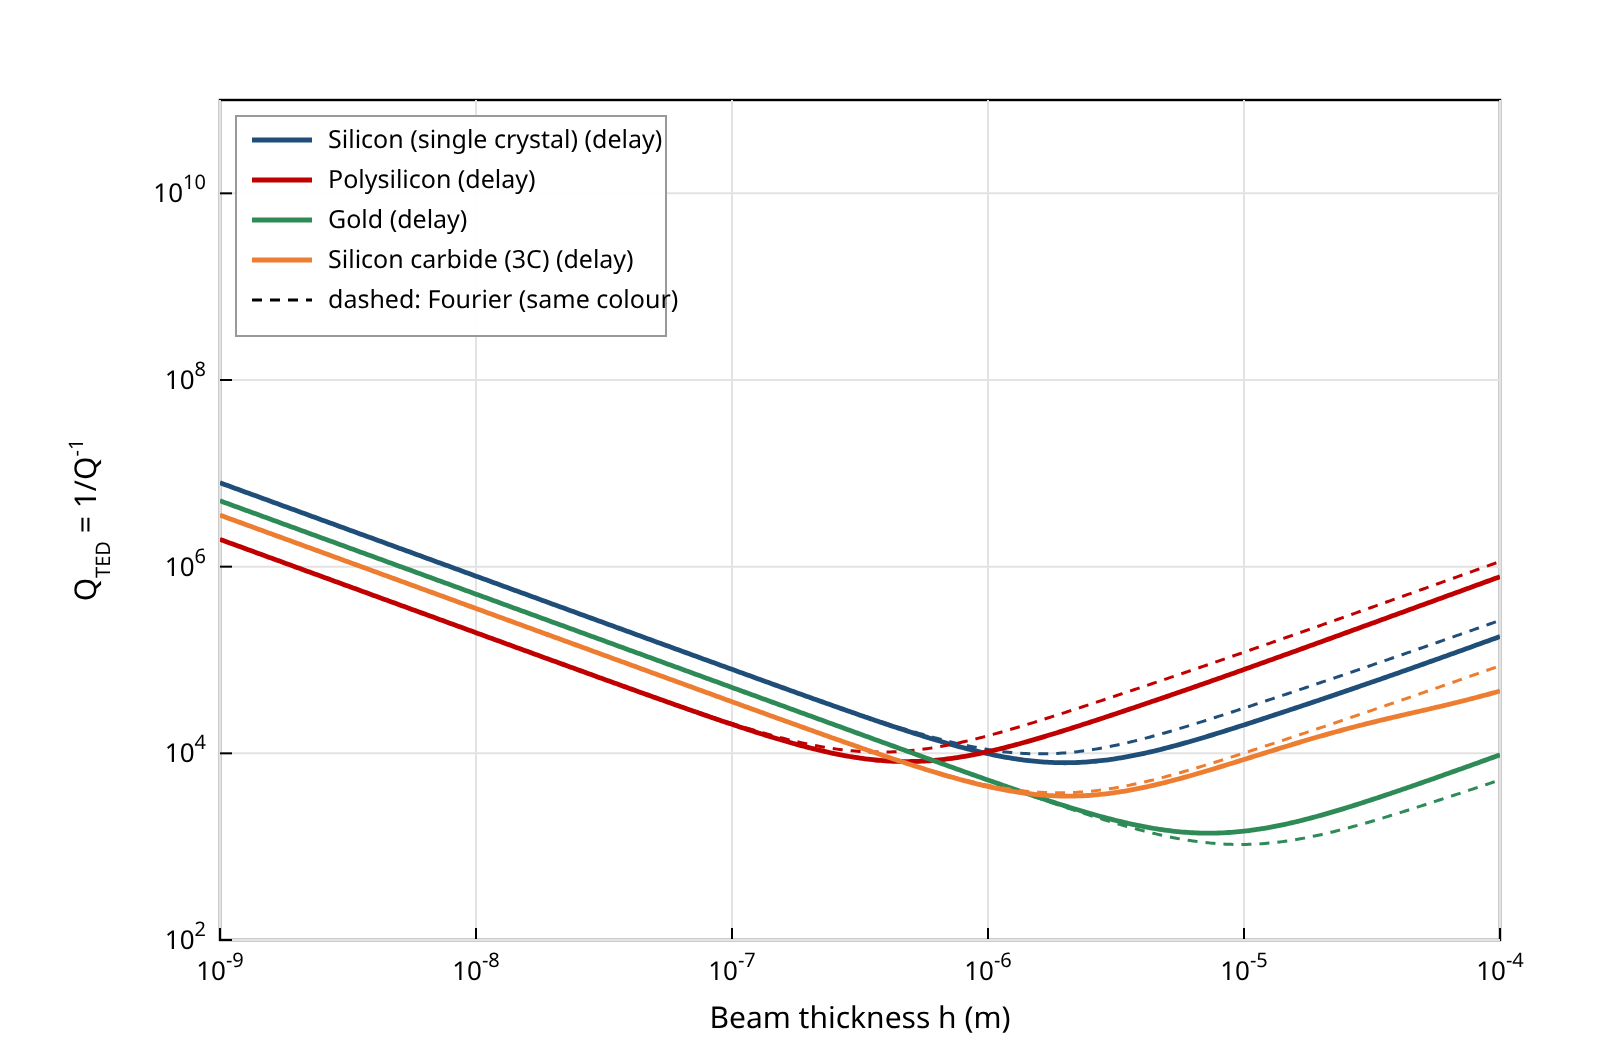 Silicon (single crystal) (delay)
Polysilicon (delay)
Gold (delay)
Silicon carbide (3C) (delay)
dashed: Fourier (same colour)
10^10
10^8
10^6
10^4
10^2
Q_TED = 1/Q^-1
10^-9 10^-8 10^-7 10^-6 10^-5 10^-4
Beam thickness h (m)